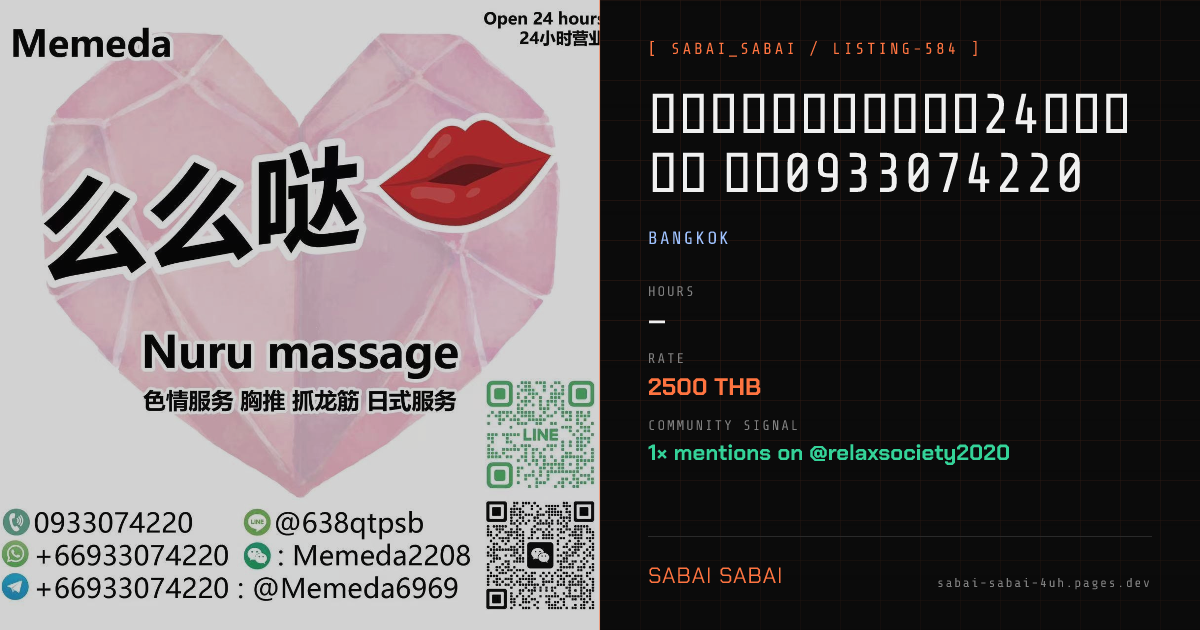 Memeda
Open 24 hours
24小时营业
么么哒
Nuru massage
色情服务 胸推 抓龙筋 日式服务
LINE
0933074220
@638qtpsb
+66933074220
: Memeda2208
+66933074220 : @Memeda6969
[ SABAI_SABAI / LISTING-584 ]
24
0933074220
BANGKOK
HOURS
—
RATE
2500 THB
COMMUNITY SIGNAL
1× mentions on @relaxsociety2020
SABAI SABAI
sabai-sabai-4uh.pages.dev